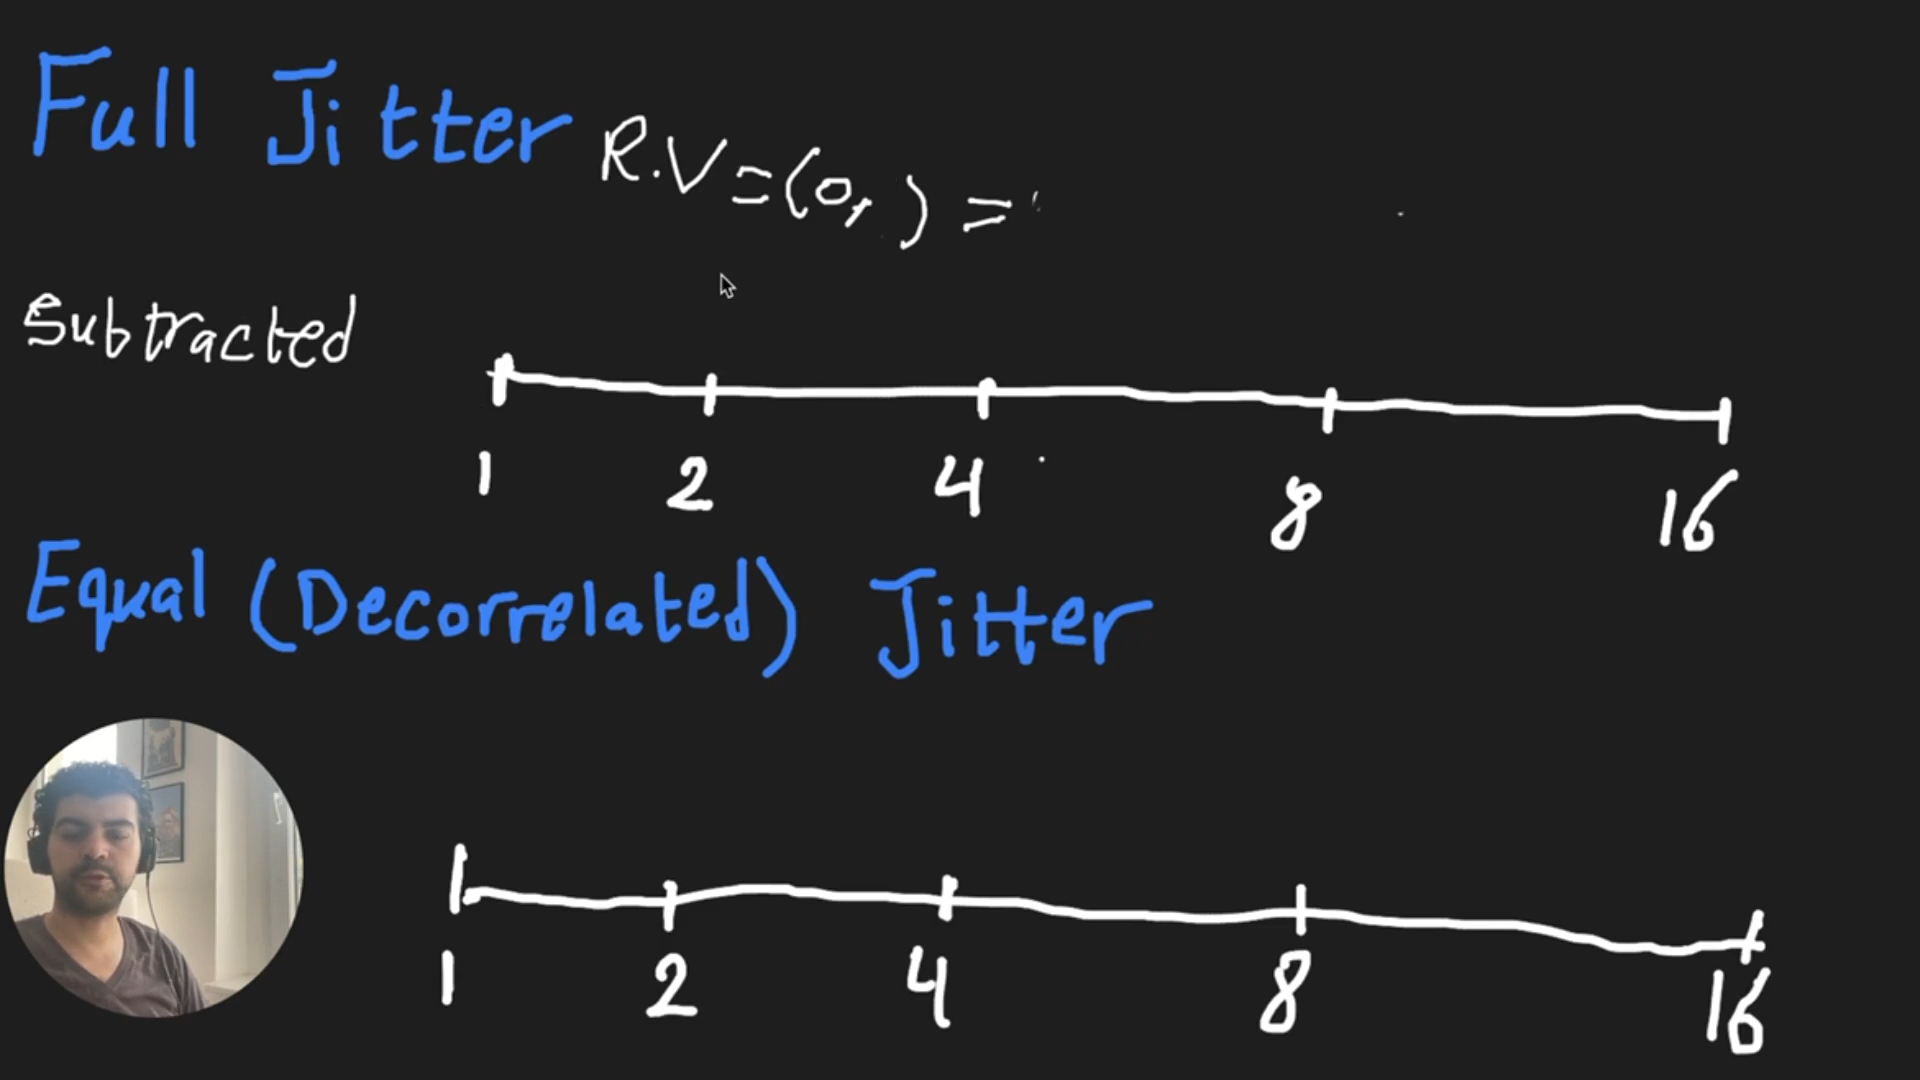 Full Jitter R.V=(0, ) =
Subtracted
1 2 4 8 16
Equal (Decorrelated) Jitter
1 2 4 8 16